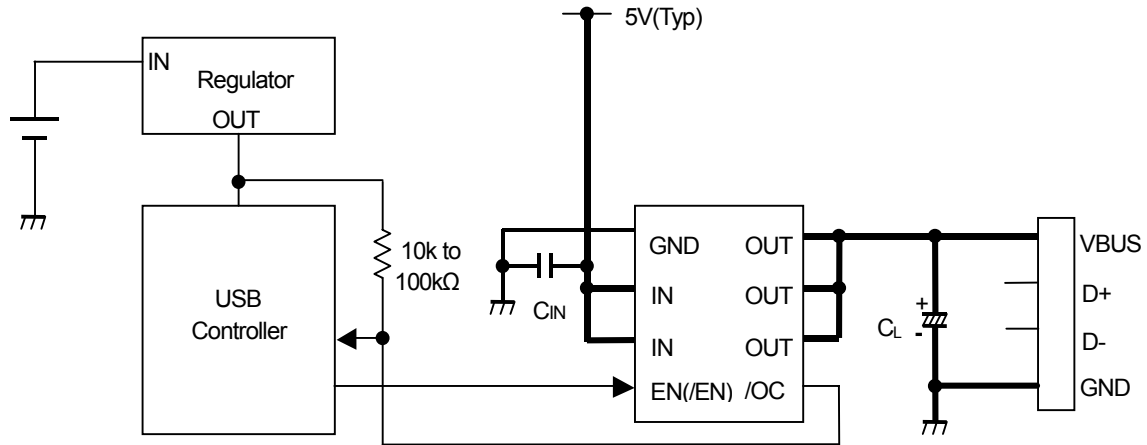 5V(Typ)
IN
Regulator
OUT
USB
Controller
10k to
100kΩ
CIN
GND
IN
IN
EN(/EN)
OUT
OUT
OUT
/OC
+
CL
-
VBUS
D+
D-
GND